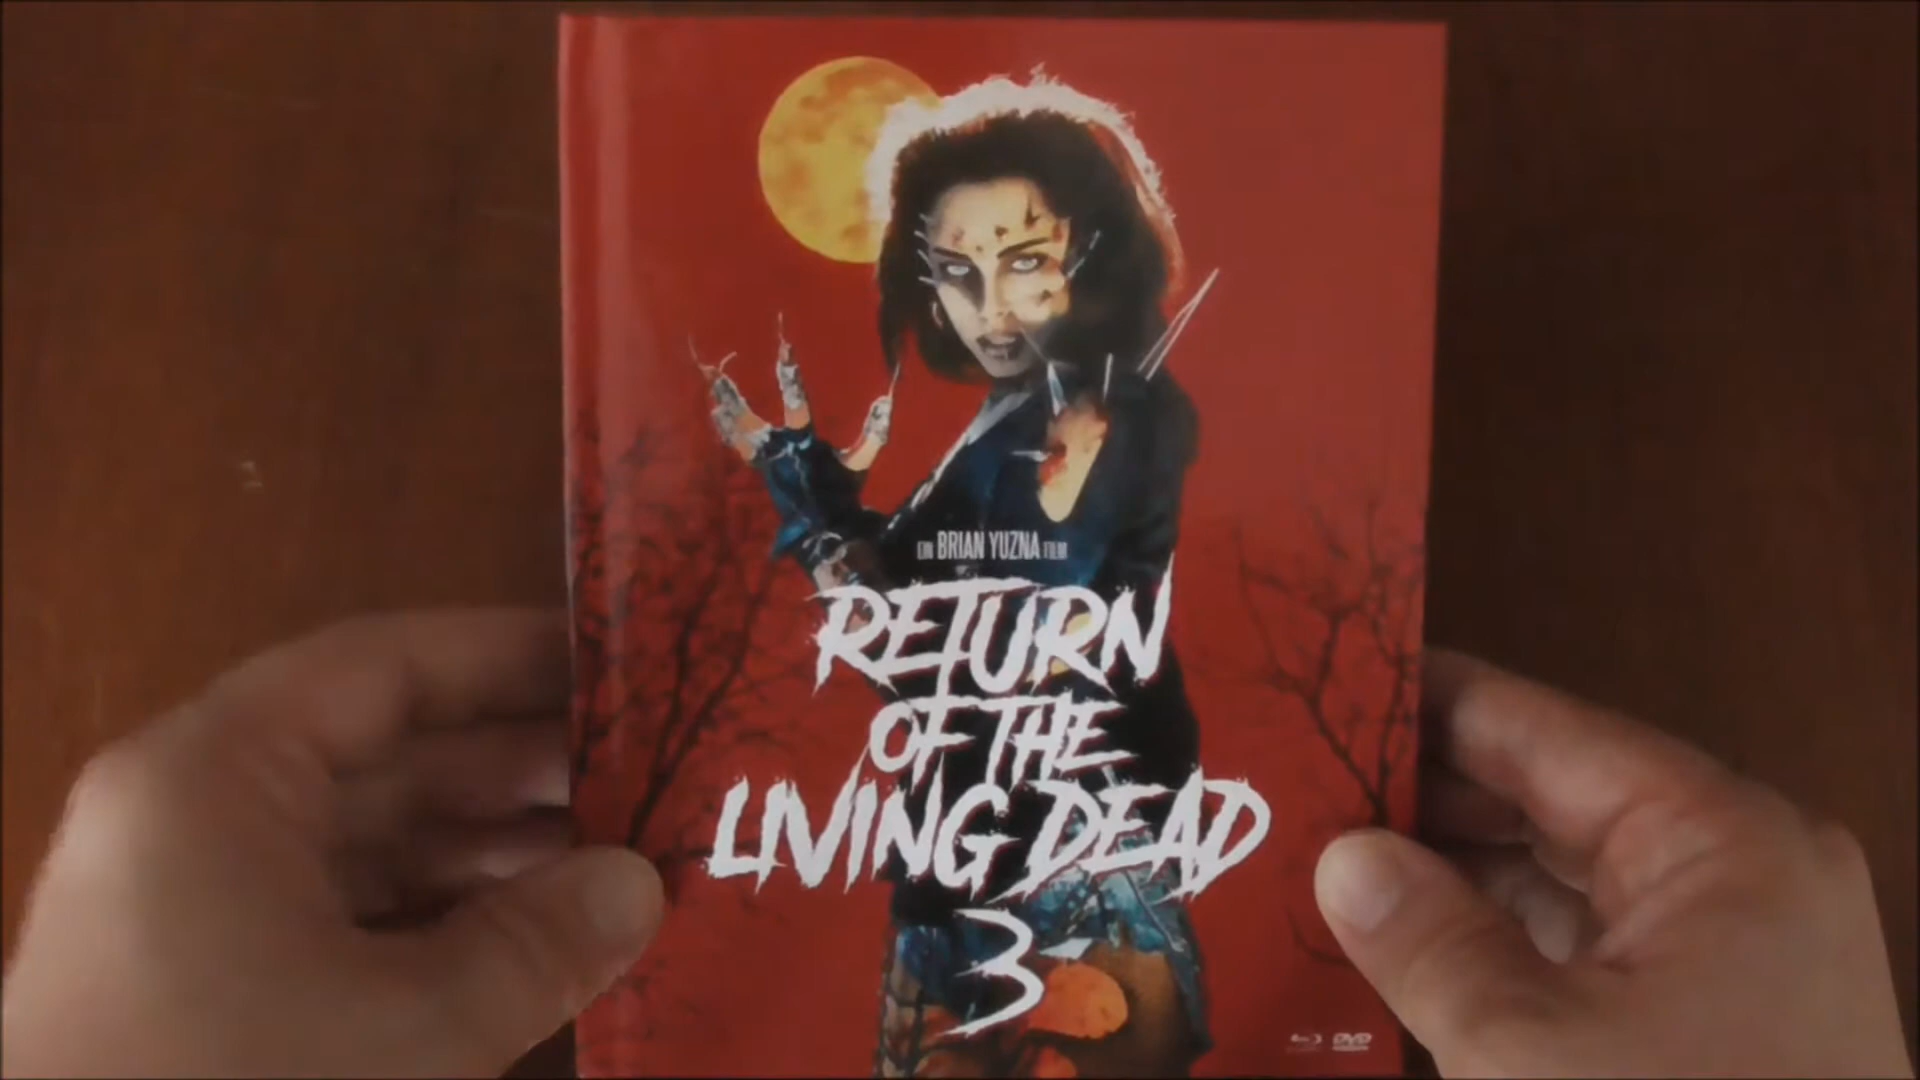 EIN BRIAN YUZNA FILM
RETURN
OF THE
LIVING DEAD
3
DVD